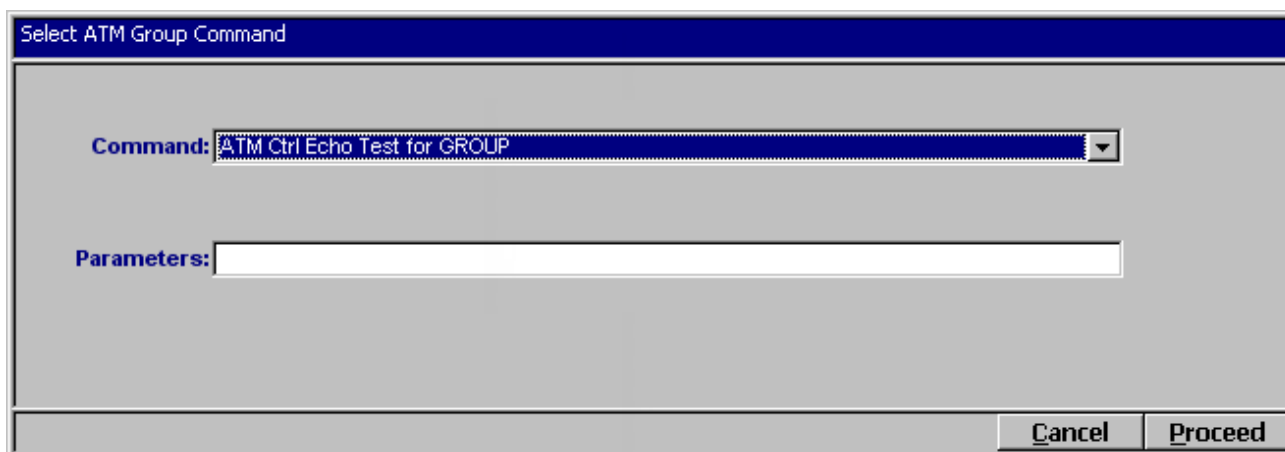 Select ATM Group Command
Command: ATM Ctrl Echo Test for GROUP
Parameters:
Cancel Proceed